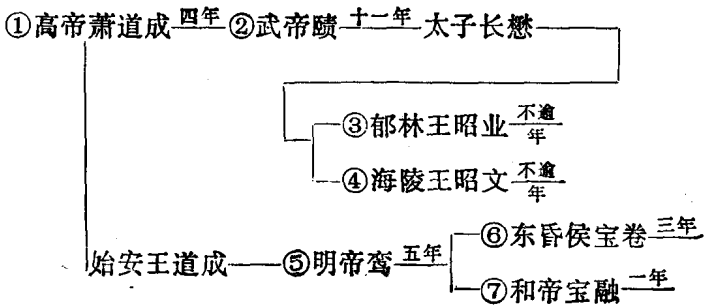 ①高帝萧道成 四年 ②武帝赜 十二年 太子长懋
③郁林王昭业 不逾年
④海陵王昭文 不逾年
⑥东昏侯宝卷 三年
始安王道成 ⑤明帝鸾 五年
⑦和帝宝融 一年